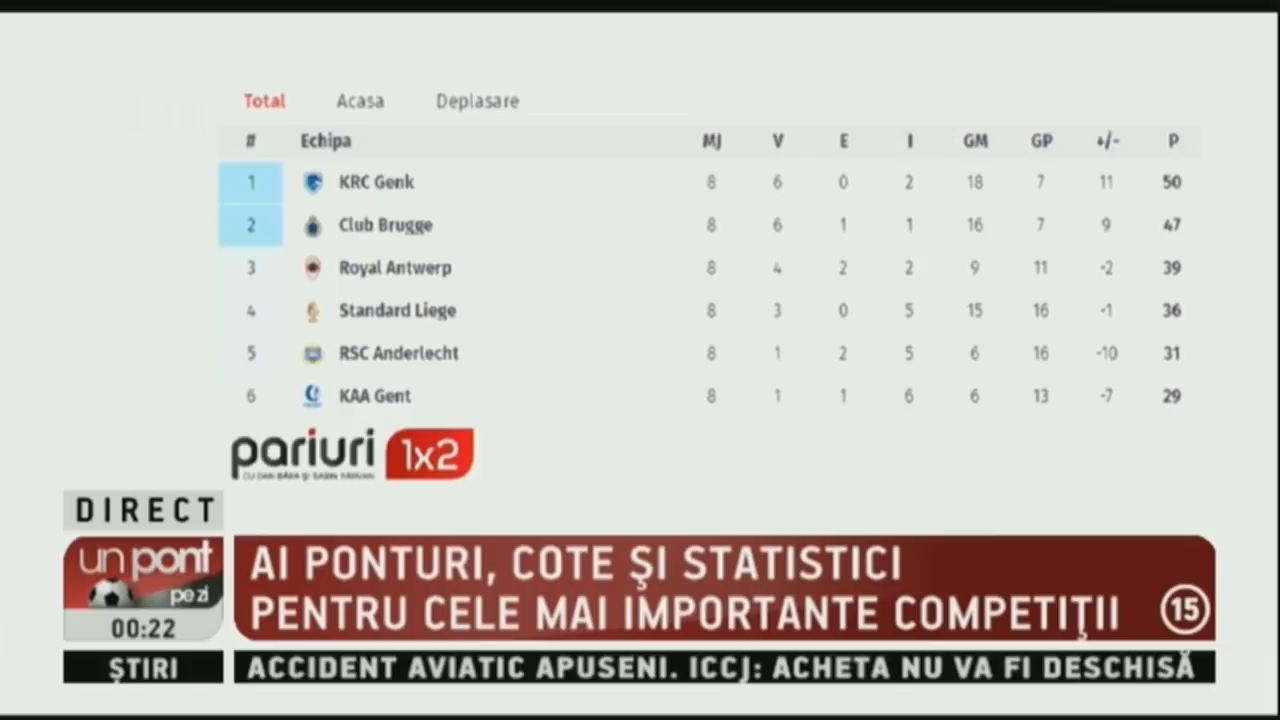 Total Acasa Deplasare
# Echipa MJ V E I GM GP +/- P
1 KRC Genk 8 6 0 2 18 7 11 50
2 Club Brugge 8 6 1 1 16 7 9 47
3 Royal Antwerp 8 4 2 2 9 11 -2 39
4 Standard Liege 8 3 0 5 15 16 -1 36
5 RSC Anderlecht 8 1 2 5 6 16 -10 31
6 KAA Gent 8 1 1 6 6 13 -7 29
pariuri 1x2
DIRECT
un pont
pe zi
00:22
AI PONTURI, COTE ŞI STATISTICI
PENTRU CELE MAI IMPORTANTE COMPETIŢII
15
ŞTIRI
ACCIDENT AVIATIC APUSENI. ICCJ: ACHETA NU VA FI DESCHISĂ